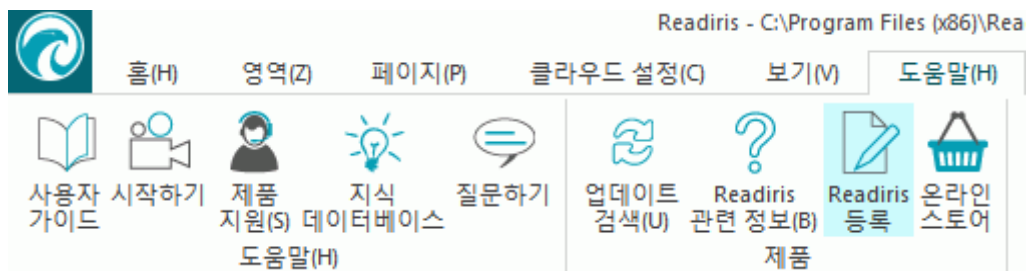 Readiris - C:\Program Files (x86)\Rea
홈(H) 영역(Z) 페이지(P) 클라우드 설정(C) 보기(V) 도움말(H)
사용자 시작하기 제품 지식 질문하기 업데이트 Readiris Readiris 온라인
가이드 지원(S) 데이터베이스 검색(U) 관련 정보(B) 등록 스토어
도움말(H) 제품